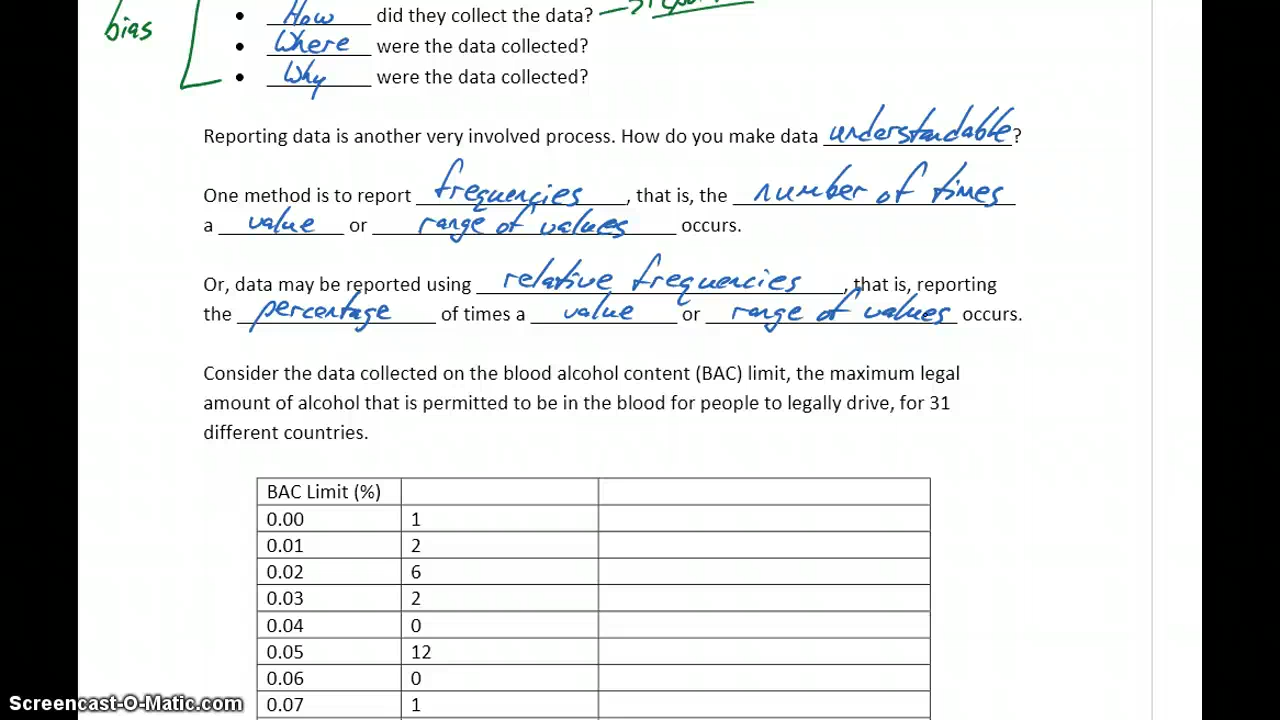 bias
• How did they collect the data?
• Where were the data collected?
• Why were the data collected?
Reporting data is another very involved process. How do you make data understandable?
One method is to report frequencies, that is, the number of times
a value or range of values occurs.
Or, data may be reported using relative frequencies, that is, reporting
the percentage of times a value or range of values occurs.
Consider the data collected on the blood alcohol content (BAC) limit, the maximum legal
amount of alcohol that is permitted to be in the blood for people to legally drive, for 31
different countries.
BAC Limit (%)
0.00 1
0.01 2
0.02 6
0.03 2
0.04 0
0.05 12
0.06 0
0.07 1
Screencast-O-Matic.com